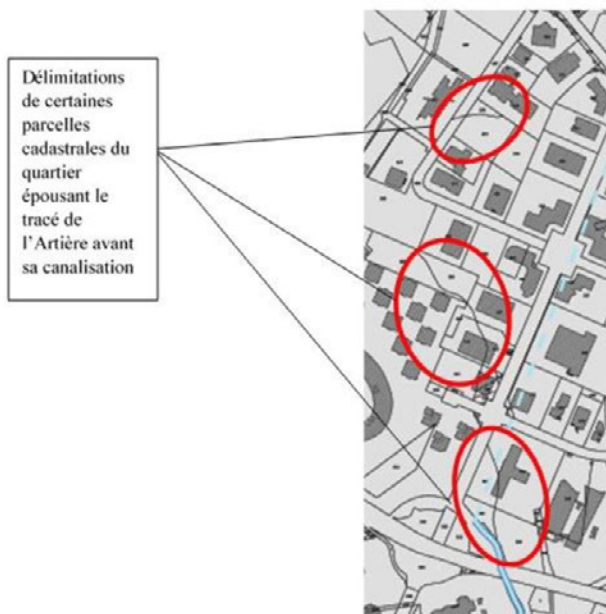 Délimitations
de certaines
parcelles
cadastrales du
quartier
épousant le
tracé de
l'Artière avant
sa canalisation